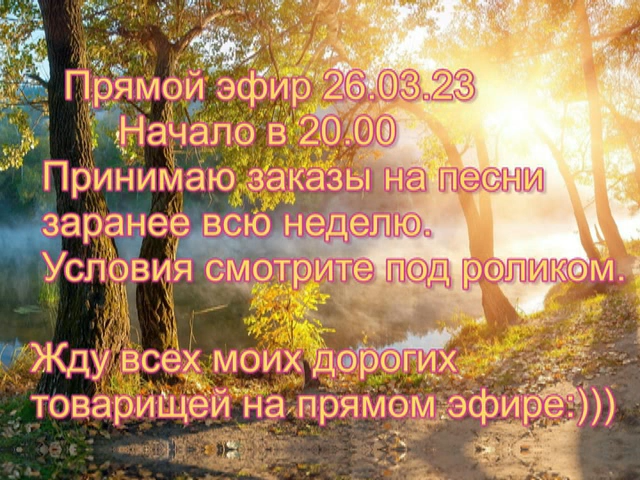 Прямой эфир 26.03.23
Начало в 20.00
Принимаю заказы на песни
заранее всю неделю.
Условия смотрите под роликом.
Жду всех моих дорогих
товарищей на прямом эфире:)))